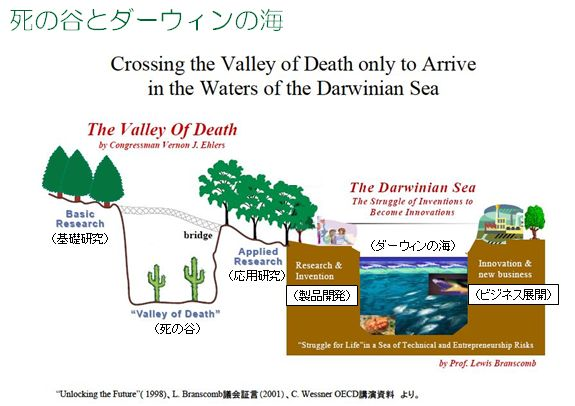 死の谷とダーウィンの海
Crossing the Valley of Death only to Arrive
in the Waters of the Darwinian Sea
The Valley Of Death
by Congressman Vernon J. Ehlers
Basic
Research
(基礎研究)
bridge
Applied
Research
(応用研究)
"Valley of Death"
(死の谷)
The Darwinian Sea
The Struggle of Inventions to
Become Innovations
(ダーウィンの海)
Research &
Invention
(製品開発)
Innovation &
new business
(ビジネス展開)
"Struggle for Life"in a Sea of Technical and Entrepreneurship Risks
by Prof. Lewis Branscomb
"Unlocking the Future"( 1998)、L. Branscomb議会証言(2001)、C. Wessner OECD講演資料 より。